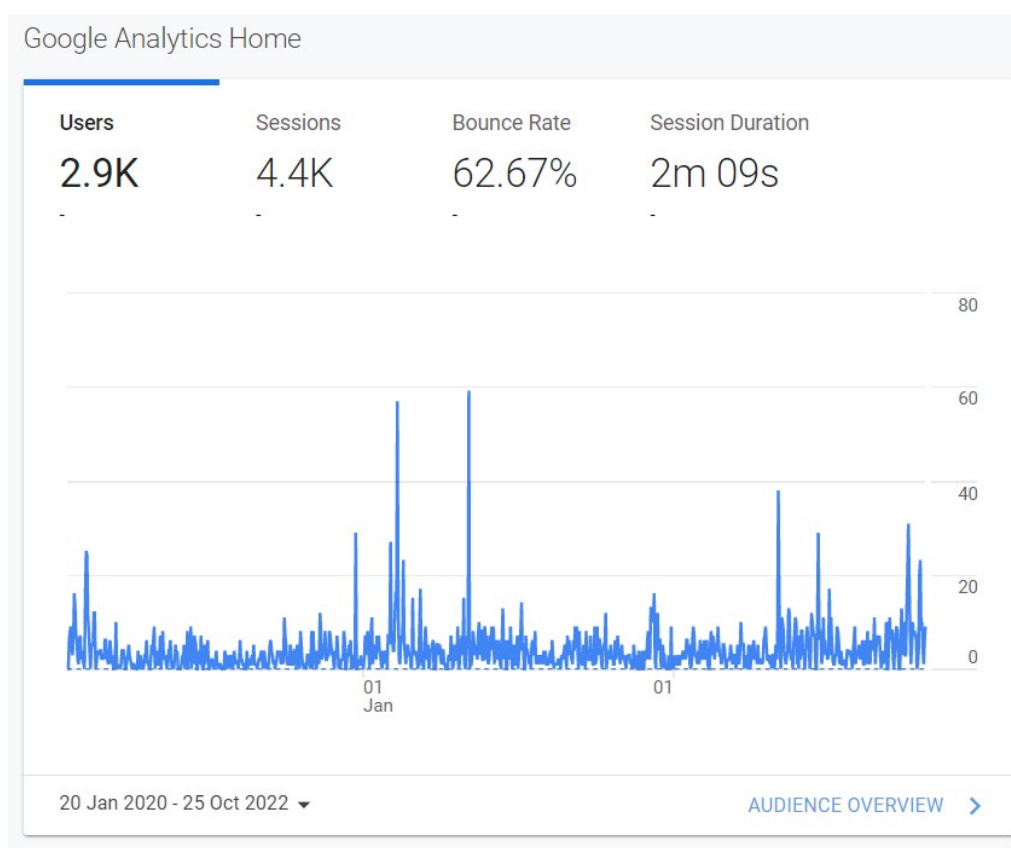 Google Analytics Home
Users Sessions Bounce Rate Session Duration
2.9K 4.4K 62.67% 2m 09s
- - - -
80
60
40
20
0
01 01
Jan
20 Jan 2020 - 25 Oct 2022 AUDIENCE OVERVIEW